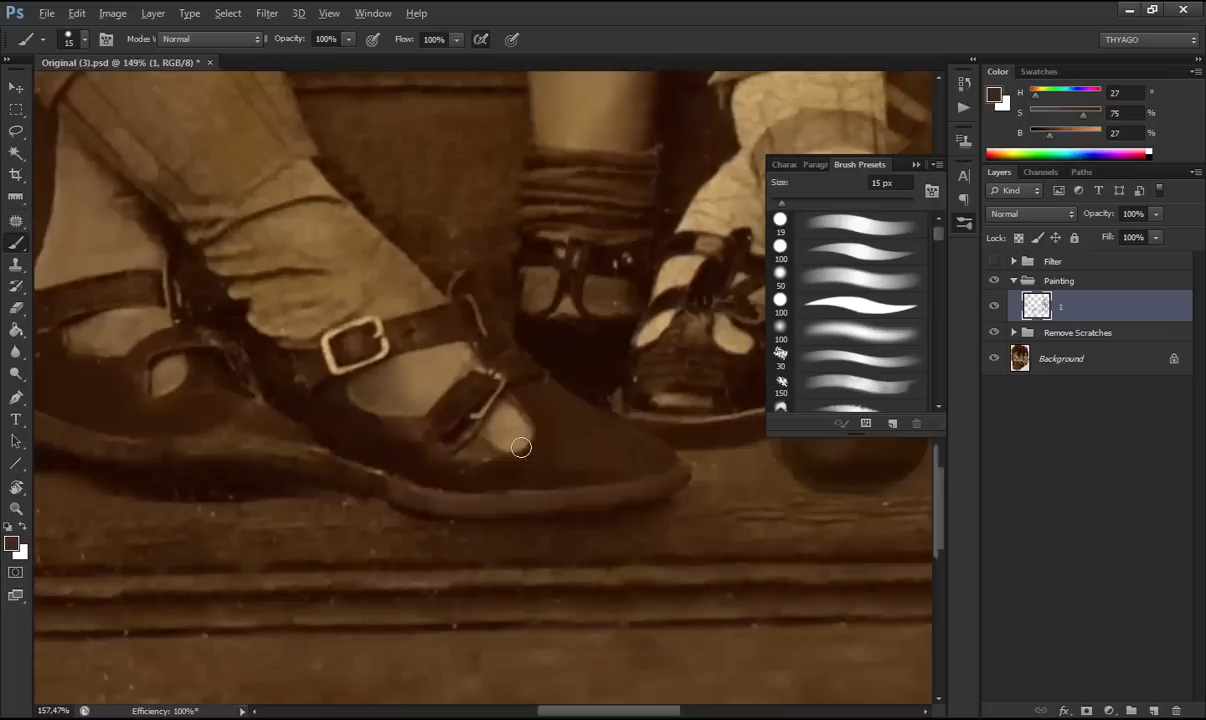 Ps File Edit Image Layer Type Select Filter 3D View Window Help
15 Mode: Normal Opacity: 100% Flow: 100% THYAGO
Original (3).psd @ 149% (1, RGB/8) * ×
Color Swatches
H 27 °
S 75 %
B 27 %
Layers Channels Paths
Kind
Normal Opacity: 100%
Lock: Fill: 100%
Filter
Painting
1
Remove Scratches
Background
Charac Paragr Brush Presets
Size: 15 px
19
100
50
100
100
30
150
157,47% Efficiency: 100%*